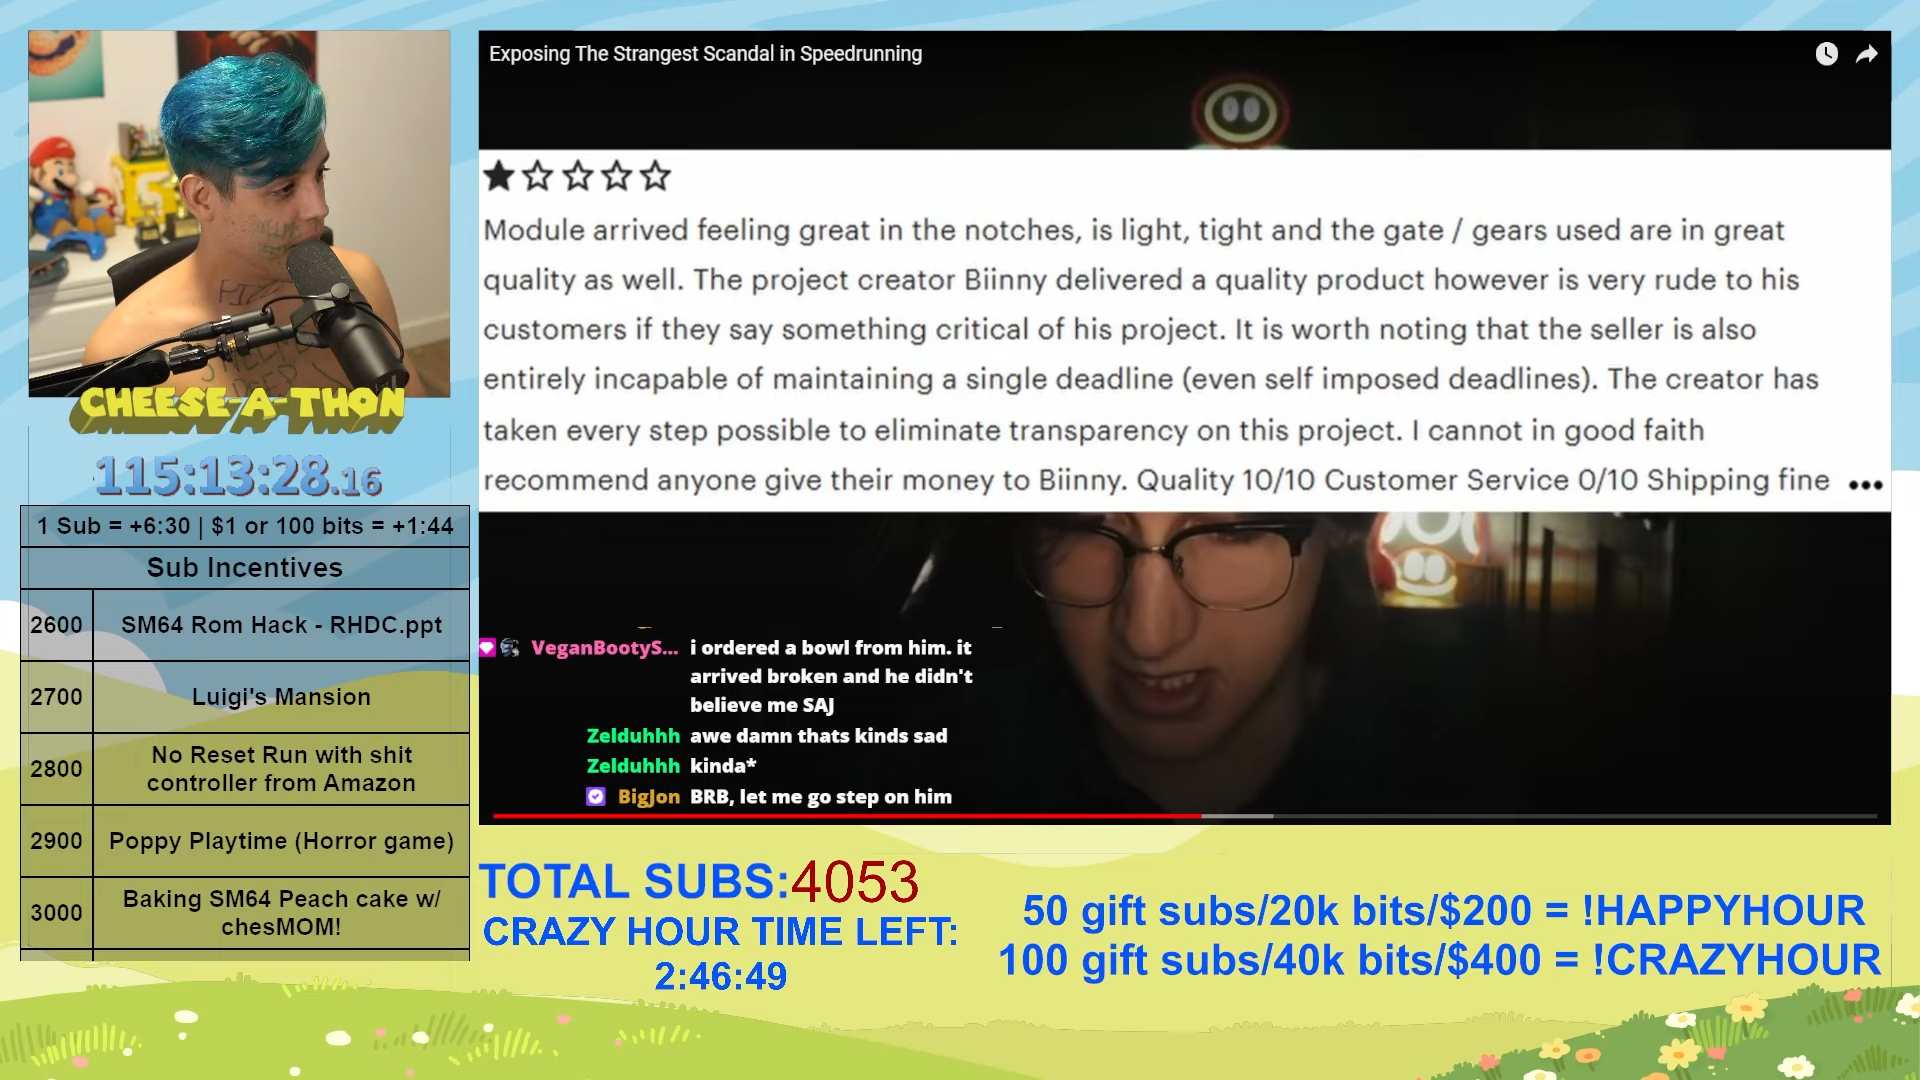 Exposing The Strangest Scandal in Speedrunning
Module arrived feeling great in the notches, is light, tight and the gate / gears used are in great
quality as well. The project creator Biinny delivered a quality product however is very rude to his
customers if they say something critical of his project. It is worth noting that the seller is also
entirely incapable of maintaining a single deadline (even self imposed deadlines). The creator has
taken every step possible to eliminate transparency on this project. I cannot in good faith
recommend anyone give their money to Biinny. Quality 10/10 Customer Service 0/10 Shipping fine •••
VeganBootyS... i ordered a bowl from him. it
arrived broken and he didn't
believe me SAJ
Zelduhhh awe damn thats kinds sad
Zelduhhh kinda*
BigJon BRB, let me go step on him
CHEESE-A-THON
115:13:28.16
1 Sub = +6:30 | $1 or 100 bits = +1:44
Sub Incentives
2600 SM64 Rom Hack - RHDC.ppt
2700 Luigi's Mansion
2800 No Reset Run with shit
controller from Amazon
2900 Poppy Playtime (Horror game)
3000 Baking SM64 Peach cake w/
chesMOM!
TOTAL SUBS:4053
CRAZY HOUR TIME LEFT:
2:46:49
50 gift subs/20k bits/$200 = !HAPPYHOUR
100 gift subs/40k bits/$400 = !CRAZYHOUR